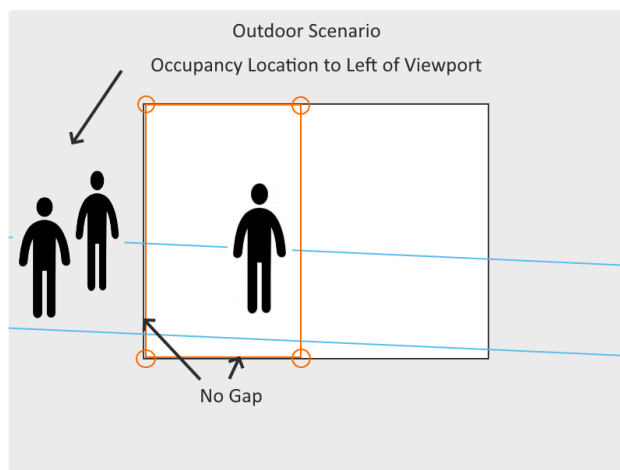 Outdoor Scenario
Occupancy Location to Left of Viewport
No Gap